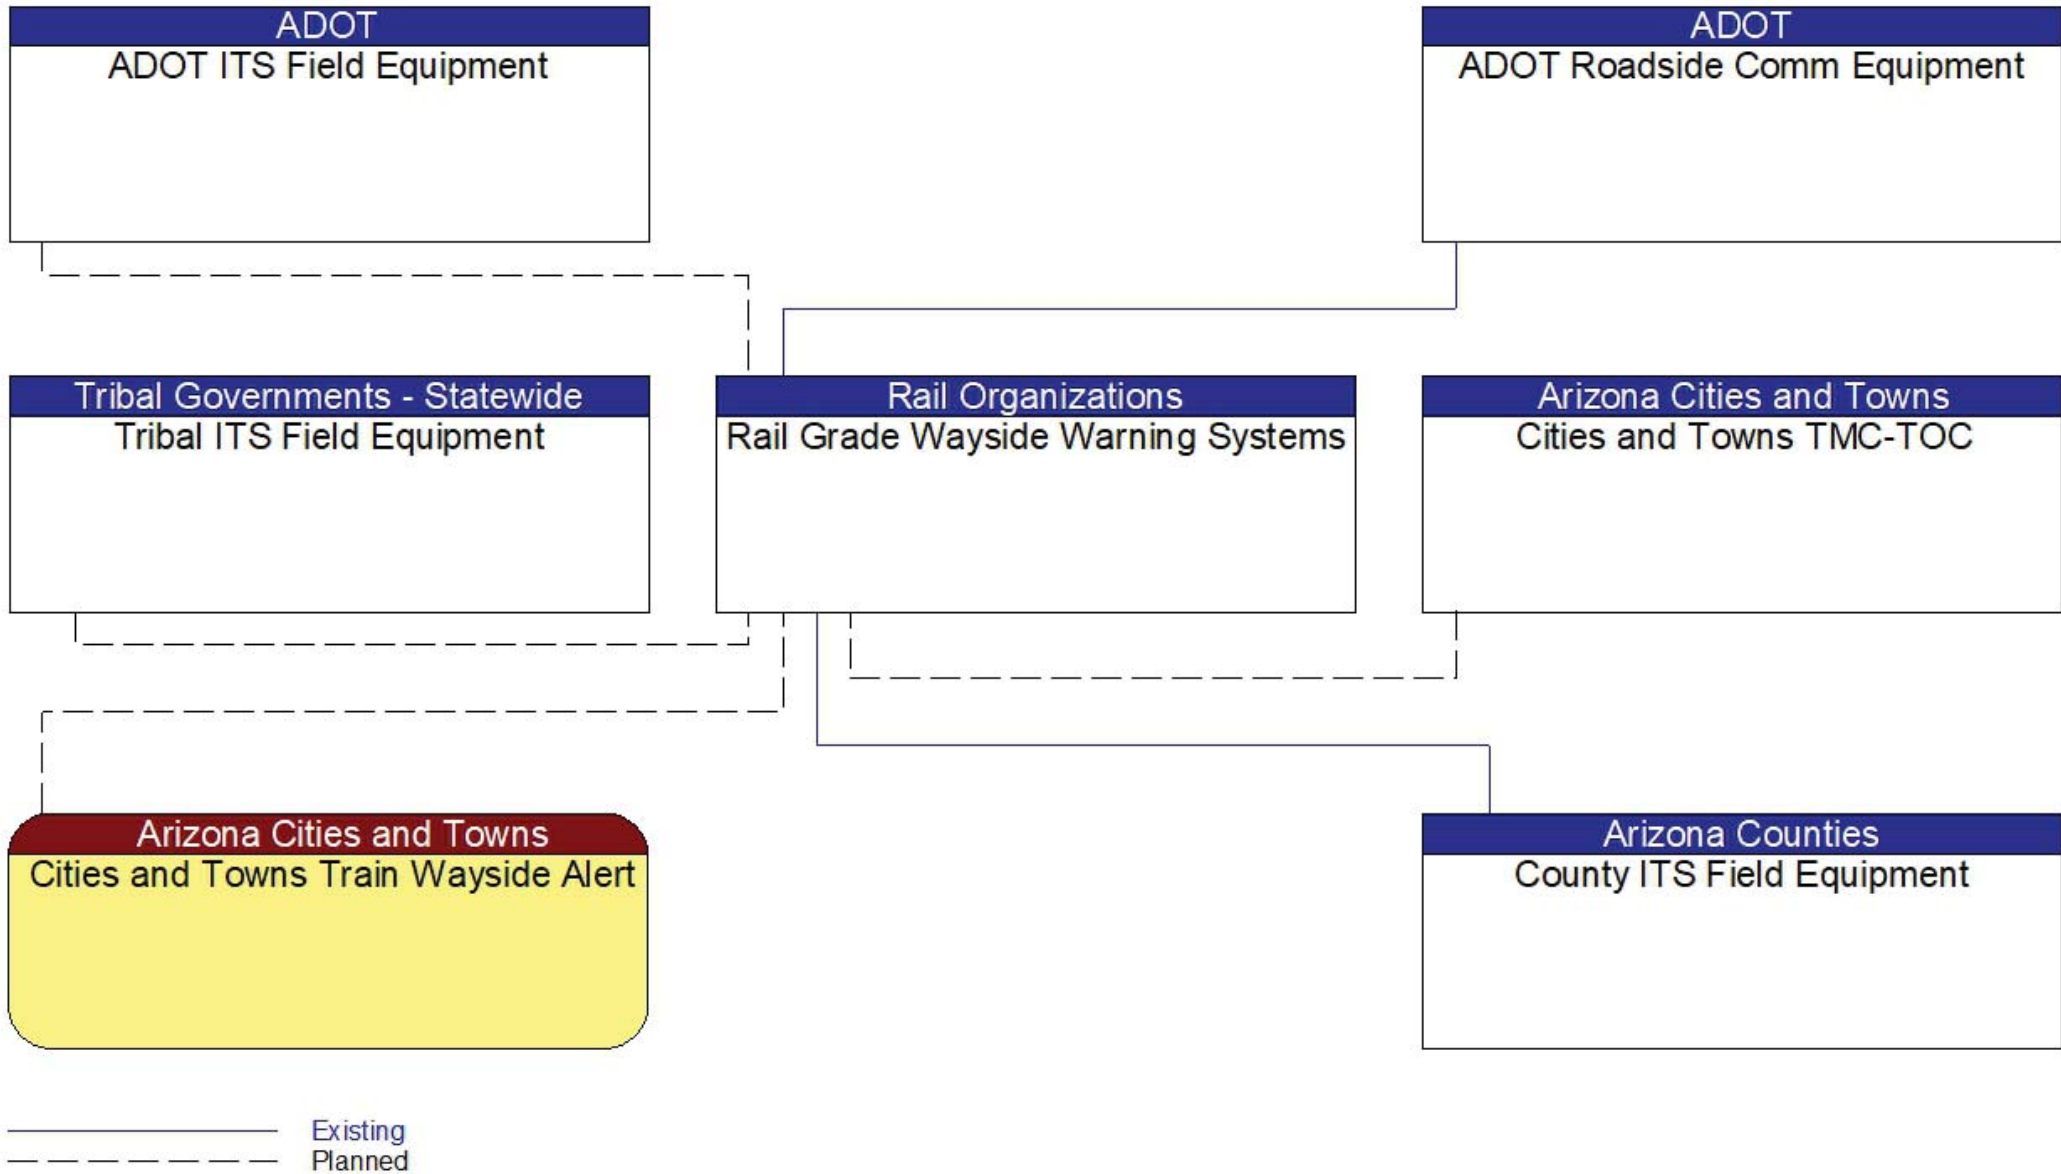 ADOT
ADOT ITS Field Equipment
ADOT
ADOT Roadside Comm Equipment
Tribal Governments - Statewide
Tribal ITS Field Equipment
Rail Organizations
Rail Grade Wayside Warning Systems
Arizona Cities and Towns
Cities and Towns TMC-TOC
Arizona Cities and Towns
Cities and Towns Train Wayside Alert
Arizona Counties
County ITS Field Equipment
Existing
Planned